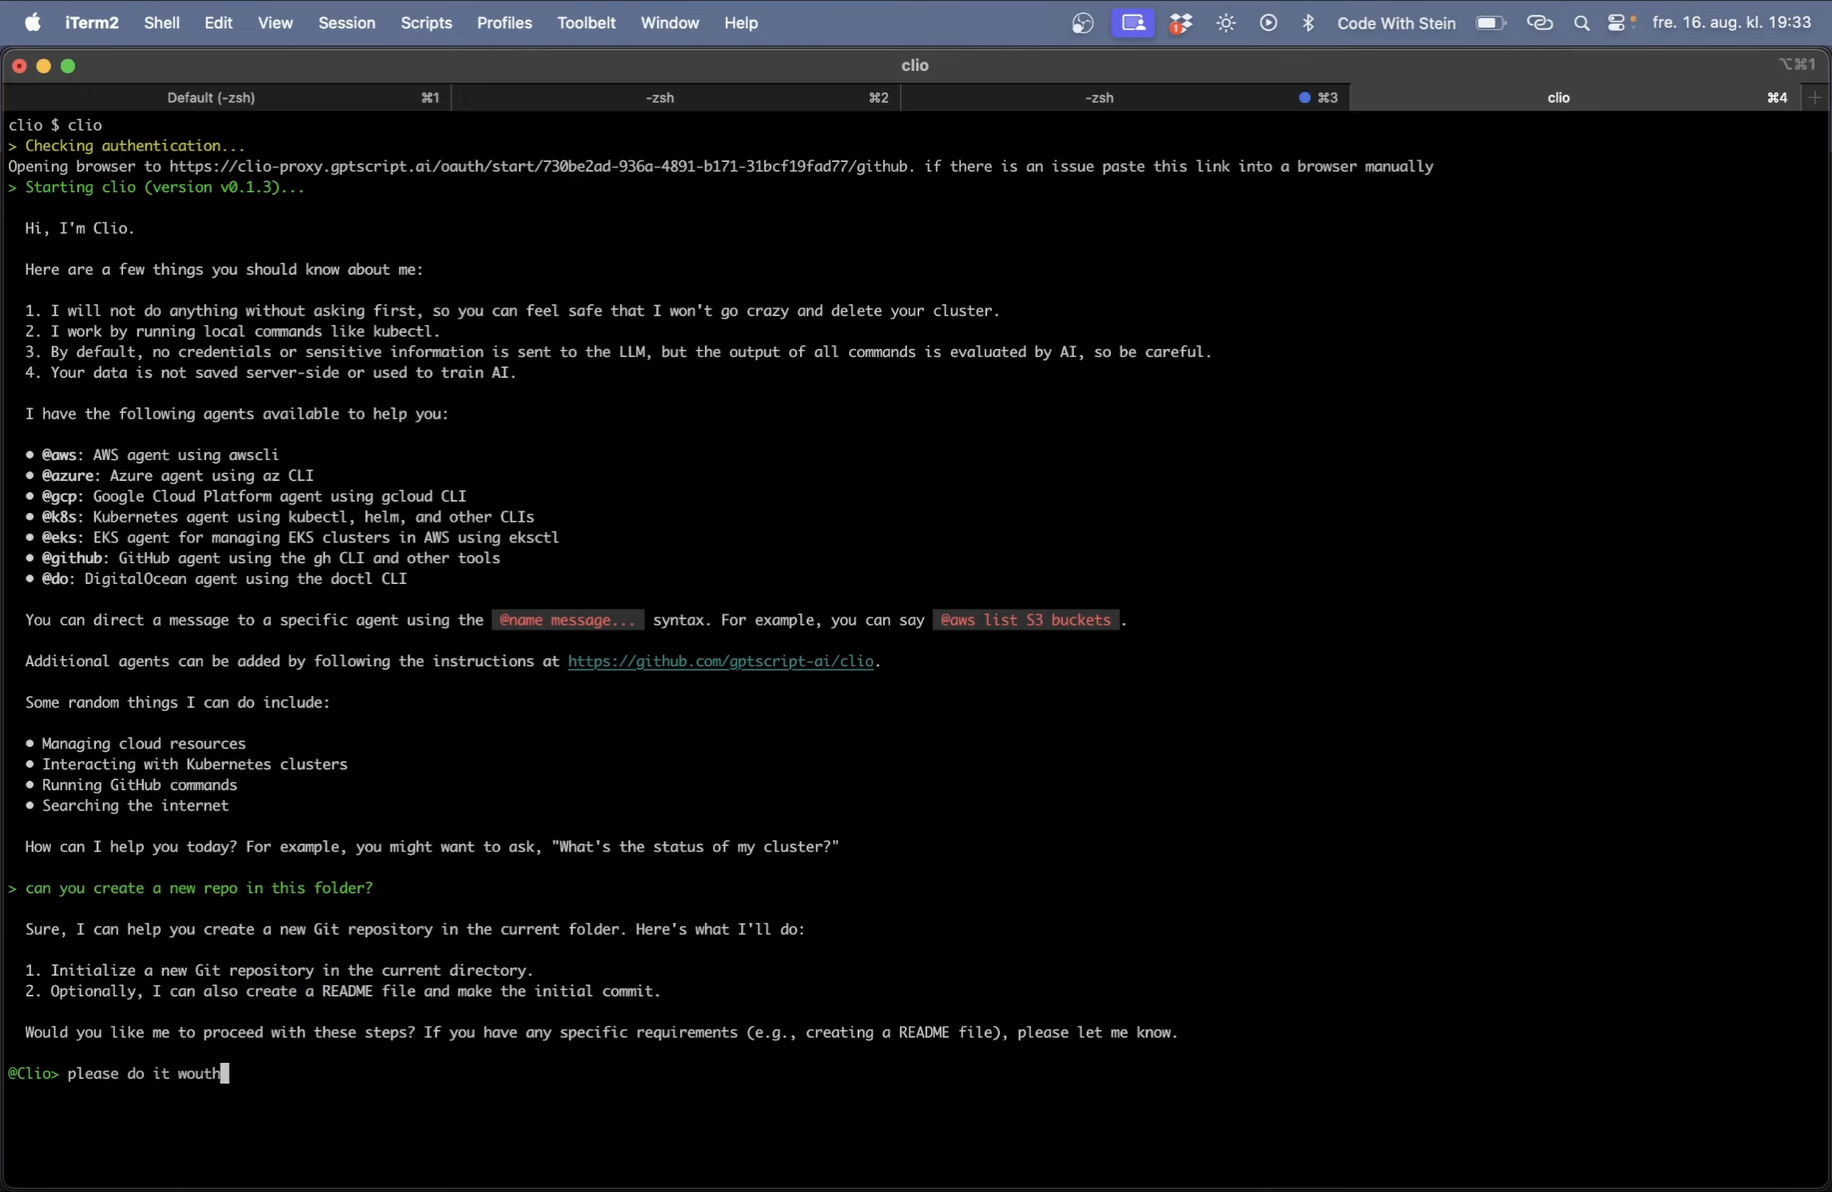 iTerm2 Shell Edit View Session Scripts Profiles Toolbelt Window Help 1 Code With Stein fre. 16. aug. kl. 19:33
clio ⌥⌘1
Default (-zsh) ⌘1 -zsh ⌘2 -zsh ⌘3 clio ⌘4
clio $ clio
> Checking authentication...
Opening browser to https://clio-proxy.gptscript.ai/oauth/start/730be2ad-936a-4891-b171-31bcf19fad77/github. if there is an issue paste this link into a browser manually
> Starting clio (version v0.1.3)...
Hi, I'm Clio.
Here are a few things you should know about me:
1. I will not do anything without asking first, so you can feel safe that I won't go crazy and delete your cluster.
2. I work by running local commands like kubectl.
3. By default, no credentials or sensitive information is sent to the LLM, but the output of all commands is evaluated by AI, so be careful.
4. Your data is not saved server-side or used to train AI.
I have the following agents available to help you:
• @aws: AWS agent using awscli
• @azure: Azure agent using az CLI
• @gcp: Google Cloud Platform agent using gcloud CLI
• @k8s: Kubernetes agent using kubectl, helm, and other CLIs
• @eks: EKS agent for managing EKS clusters in AWS using eksctl
• @github: GitHub agent using the gh CLI and other tools
• @do: DigitalOcean agent using the doctl CLI
You can direct a message to a specific agent using the @name message... syntax. For example, you can say @aws list S3 buckets .
Additional agents can be added by following the instructions at https://github.com/gptscript-ai/clio.
Some random things I can do include:
• Managing cloud resources
• Interacting with Kubernetes clusters
• Running GitHub commands
• Searching the internet
How can I help you today? For example, you might want to ask, "What's the status of my cluster?"
> can you create a new repo in this folder?
Sure, I can help you create a new Git repository in the current folder. Here's what I'll do:
1. Initialize a new Git repository in the current directory.
2. Optionally, I can also create a README file and make the initial commit.
Would you like me to proceed with these steps? If you have any specific requirements (e.g., creating a README file), please let me know.
@Clio> please do it wouth